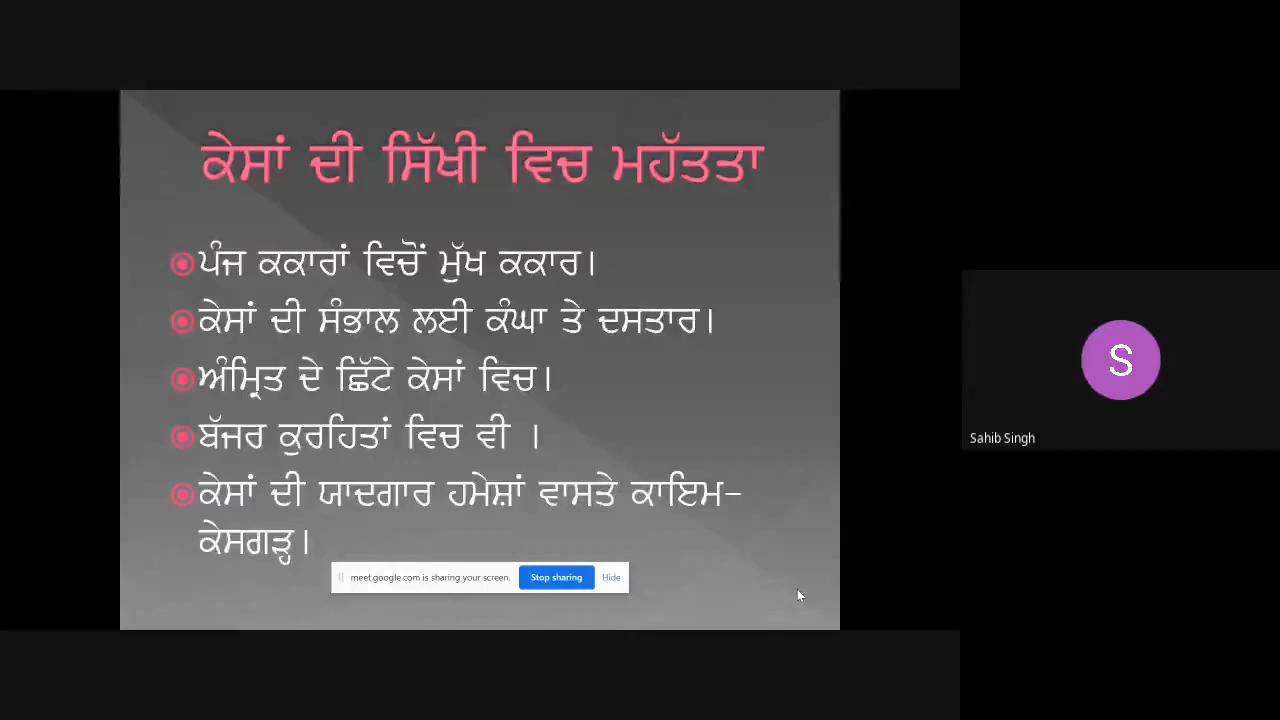 ਕੇਸਾਂ ਦੀ ਸਿੱਖੀ ਵਿਚ ਮਹੱਤਤਾ
ਪੰਜ ਕਕਾਰਾਂ ਵਿਚੋਂ ਮੁੱਖ ਕਕਾਰ।
ਕੇਸਾਂ ਦੀ ਸੰਭਾਲ ਲਈ ਕੰਘਾ ਤੇ ਦਸਤਾਰ।
ਅੰਮ੍ਰਿਤ ਦੇ ਛਿੱਟੇ ਕੇਸਾਂ ਵਿਚ।
ਬੱਜਰ ਕੁਰਹਿਤਾਂ ਵਿਚ ਵੀ ।
ਕੇਸਾਂ ਦੀ ਯਾਦਗਾਰ ਹਮੇਸ਼ਾਂ ਵਾਸਤੇ ਕਾਇਮ-
ਕੇਸਗੜ੍ਹ।
meet.google.com is sharing your screen. Stop sharing Hide
S
Sahib Singh